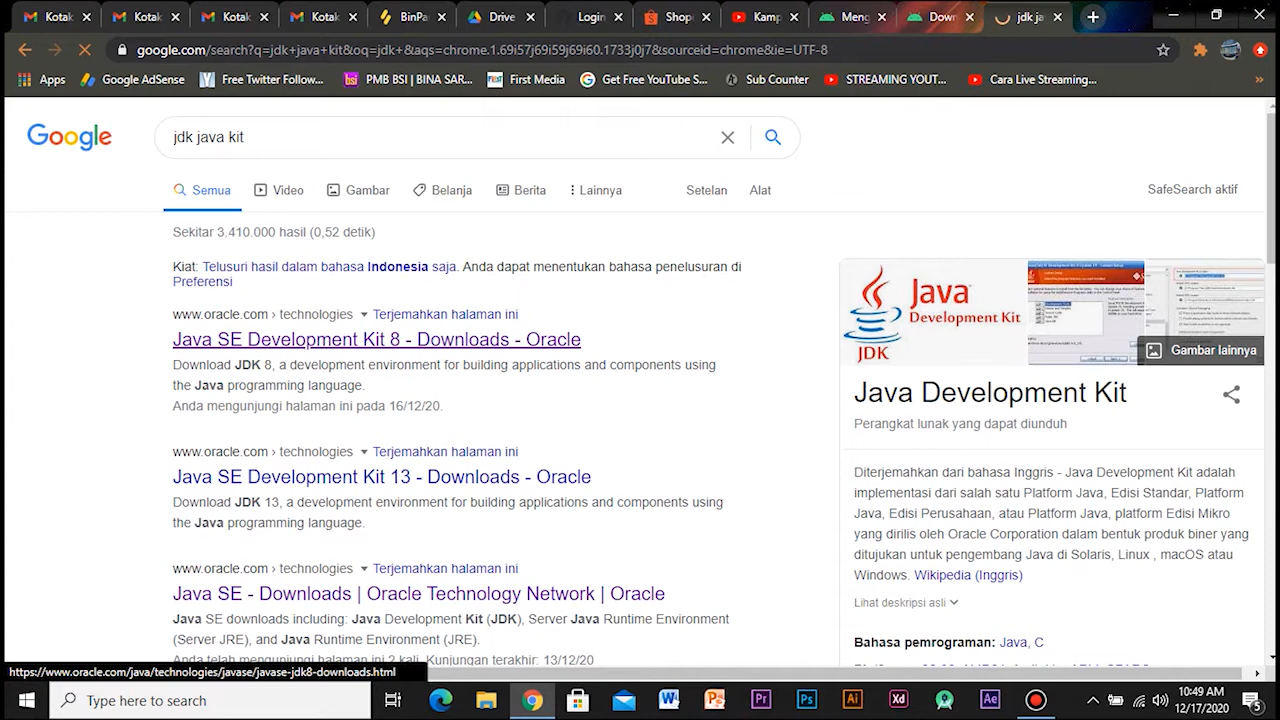 Kotak
Kotak
Kotak
Kotak
BinPa
Drive
Login
Shop
Kamp
Meng
Down
jdk ja
google.com/search?q=jdk+java+kit&oq=jdk+&aqs=chrome.1.69i57j69i59j69i60.1733j0j7&sourceid=chrome&ie=UTF-8
Apps
Google AdSense
Free Twitter Follow...
PMB BSI | BINA SAR...
First Media
Get Free YouTube S...
Sub Counter
STREAMING YOUT...
Cara Live Streaming...
Google
jdk java kit
Semua
Video
Gambar
Belanja
Berita
Lainnya
Setelan
Alat
SafeSearch aktif
Sekitar 3.410.000 hasil (0,52 detik)
Kiat: Telusuri hasil dalam bahasa Indonesia saja. Anda dapat menentukan bahasa penelusuran di
Preferensi
www.oracle.com › technologies ▾ Terjemahkan halaman ini
Java SE Development Kit 8 - Downloads - Oracle
Download JDK 8, a development environment for building applications and components using
the Java programming language.
Anda mengunjungi halaman ini pada 16/12/20.
www.oracle.com › technologies ▾ Terjemahkan halaman ini
Java SE Development Kit 13 - Downloads - Oracle
Download JDK 13, a development environment for building applications and components using
the Java programming language.
www.oracle.com › technologies ▾ Terjemahkan halaman ini
Java SE - Downloads | Oracle Technology Network | Oracle
Java SE downloads including: Java Development Kit (JDK), Server Java Runtime Environment
(Server JRE), and Java Runtime Environment (JRE).
Anda telah mengunjungi halaman ini 2 kali. Kunjungan terakhir: 13/12/20
Java
Development Kit
JDK
Gambar lainnya
Java Development Kit
Perangkat lunak yang dapat diunduh
Diterjemahkan dari bahasa Inggris - Java Development Kit adalah
implementasi dari salah satu Platform Java, Edisi Standar, Platform
Java, Edisi Perusahaan, atau Platform Java, platform Edisi Mikro
yang dirilis oleh Oracle Corporation dalam bentuk produk biner yang
ditujukan untuk pengembang Java di Solaris, Linux , macOS atau
Windows. Wikipedia (Inggris)
Lihat deskripsi asli
Bahasa pemrograman: Java, C
https://www.oracle.com/java/technologies/javase/javase-jdk8-downloads.html
Type here to search
10:49 AM
12/17/2020
5